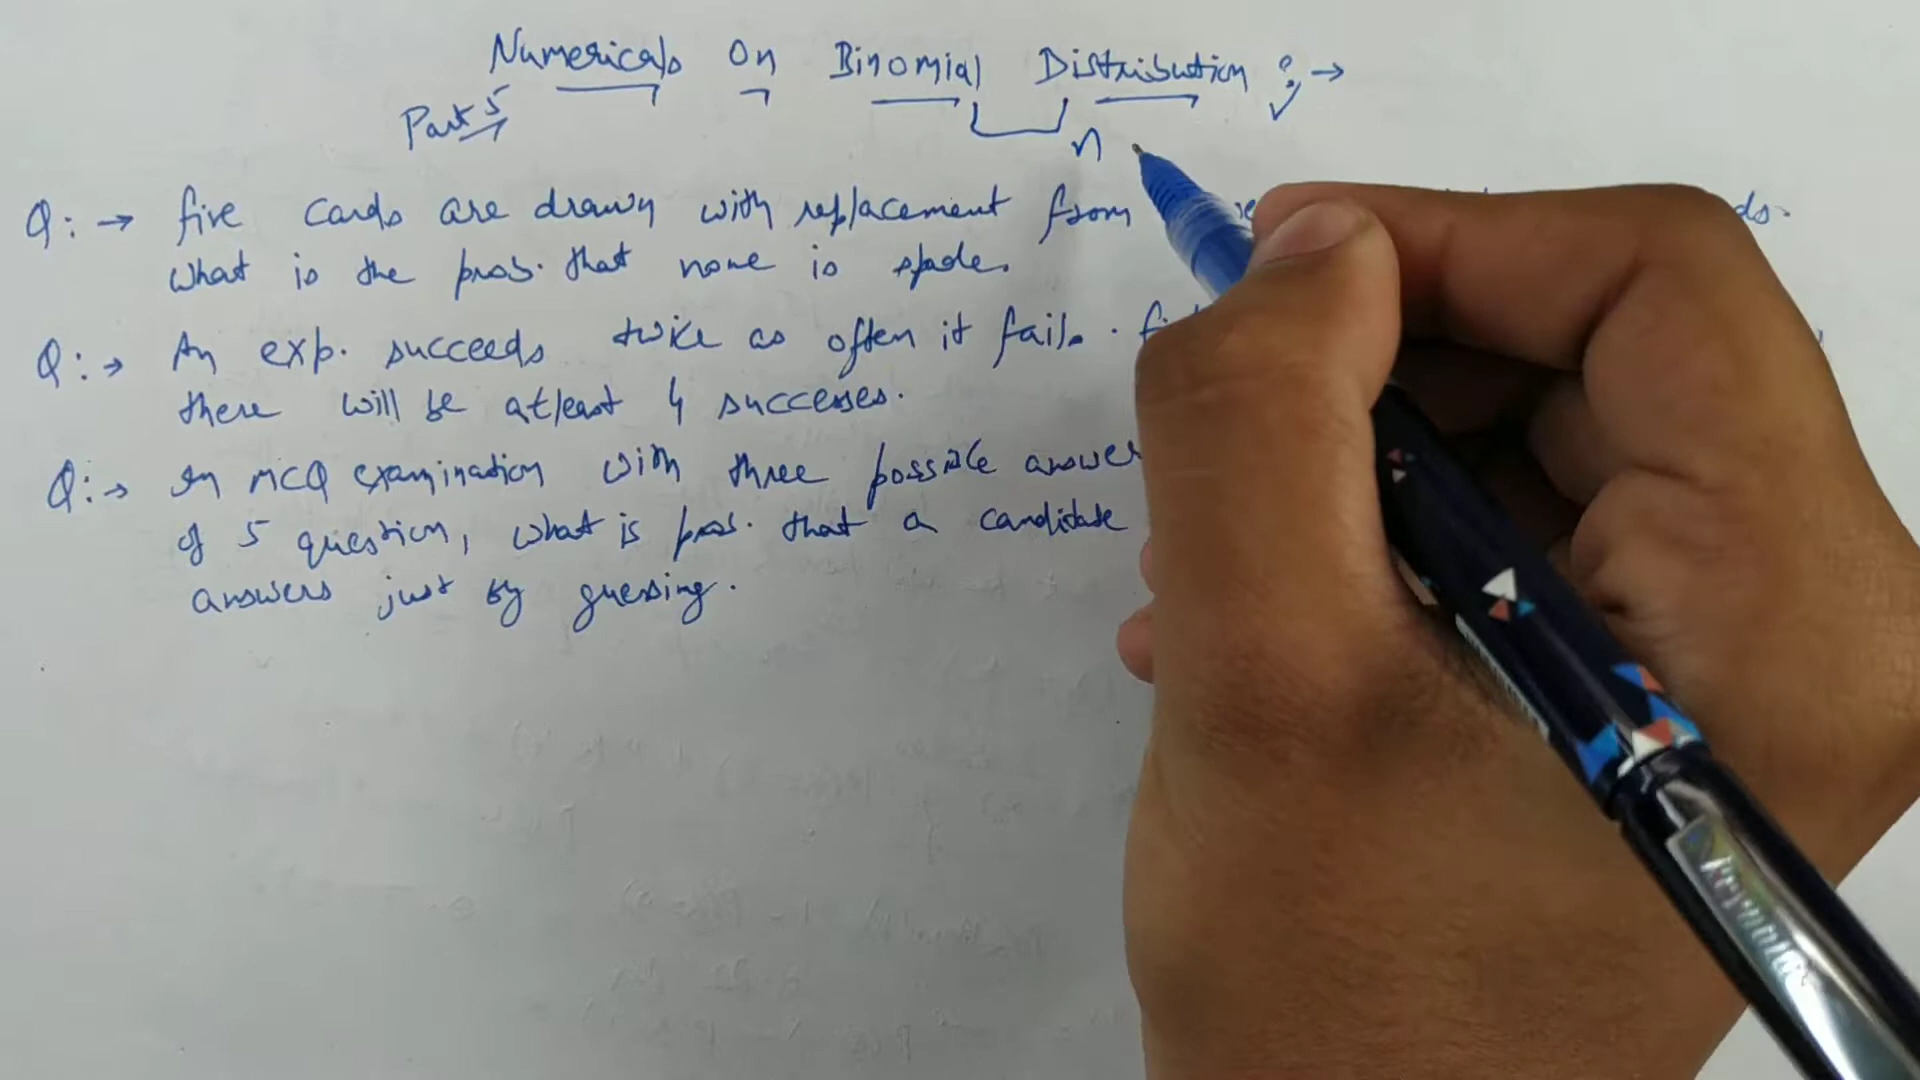 Numericals On Binomial Distribution :→
Part 5
n
Q:→ five cards are drawn with replacement from
what is the prob. that none is spade.
Q:→ An exp. succeeds twice as often it fails.
there will be atleast 4 successes.
Q:→ In MCQ examination with three possible answer
of 5 question, what is prob. that a candidate
answers just by guessing.